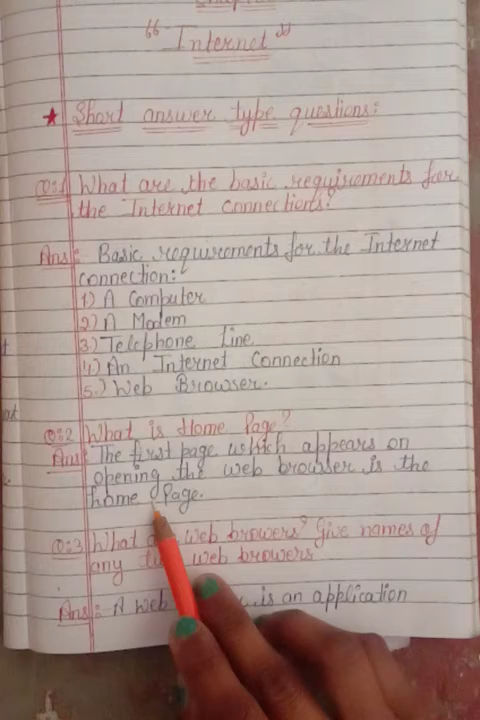 "Internet"
★ Short answer type questions:
Q:1 What are the basic requirements for
the Internet connections?
Ans: Basic requirements for the Internet
connection:
1) A Computer
2) A Modem
3) Telephone Line
4) An Internet Connection
5.) Web Browser.
Q:2 What is Home Page?
Ans: The first page which appears on
opening the web browser is the
home Page.
Q:3 What web browers? Give names of
any web browers
Ans: A Web is an application